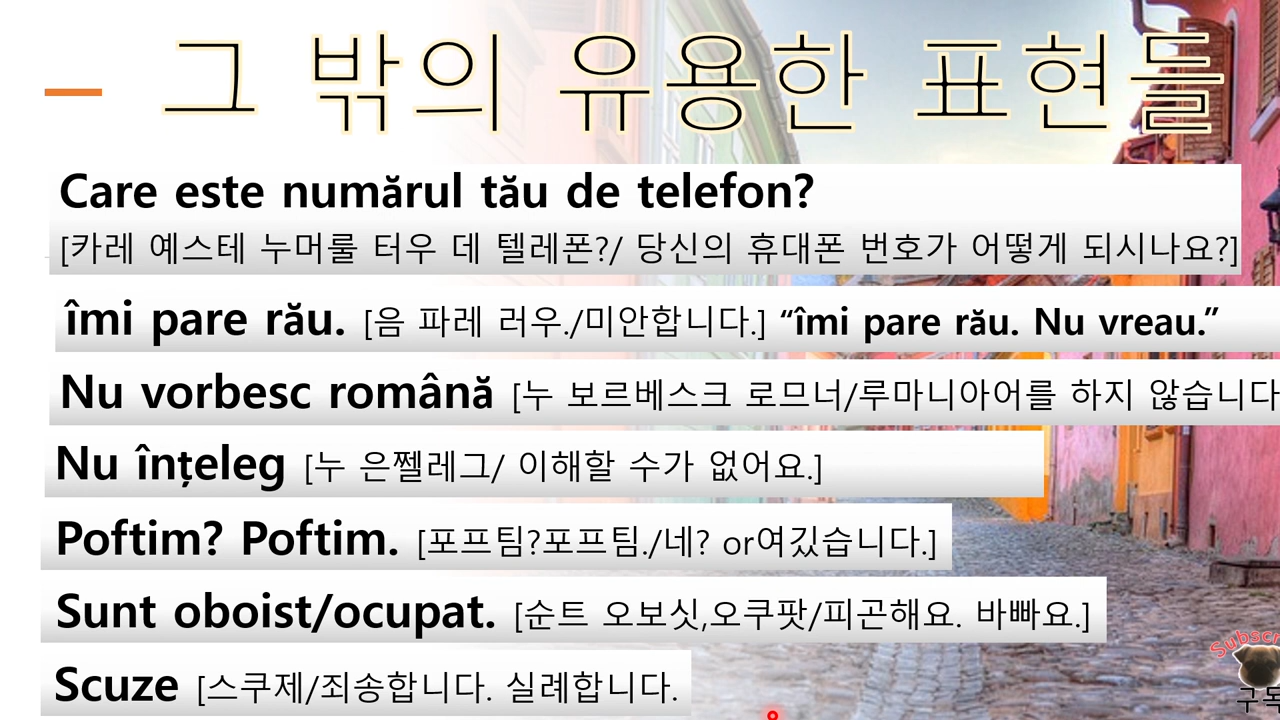 – 그 밖의 유용한 표현들
Care este numărul tău de telefon?
[카레 예스테 누머룰 터우 데 텔레폰?/ 당신의 휴대폰 번호가 어떻게 되시나요?]
îmi pare rău. [음 파레 러우./미안합니다.] “îmi pare rău. Nu vreau.”
Nu vorbesc română [누 보르베스크 로므너/루마니아어를 하지 않습니다
Nu înțeleg [누 은쩰레그/ 이해할 수가 없어요.]
Poftim? Poftim. [포프팀?포프팀./네? or여깄습니다.]
Sunt oboist/ocupat. [순트 오보싯,오쿠팟/피곤해요. 바빠요.]
Scuze [스쿠제/죄송합니다. 실례합니다.
Subscr
구독